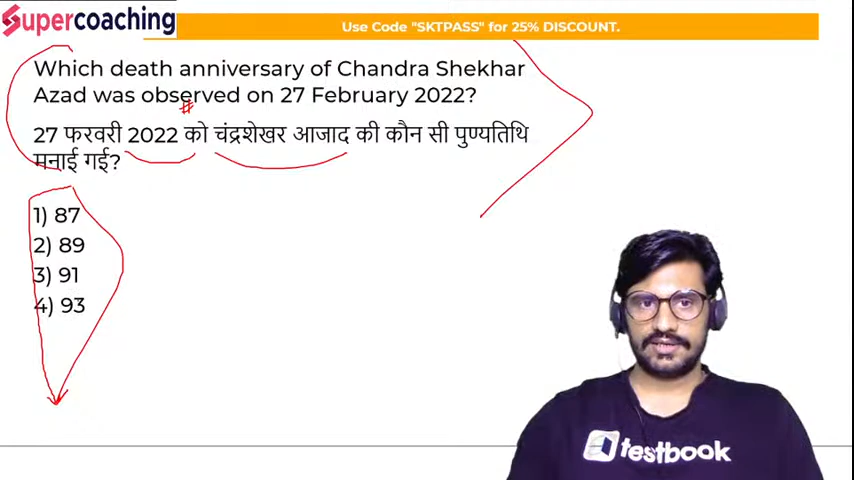 Supercoaching
Use Code "SKTPASS" for 25% DISCOUNT.
Which death anniversary of Chandra Shekhar
Azad was observed on 27 February 2022?
27 फरवरी 2022 को चंद्रशेखर आजाद की कौन सी पुण्यतिथि
मनाई गई?
1) 87
2) 89
3) 91
4) 93
testbook